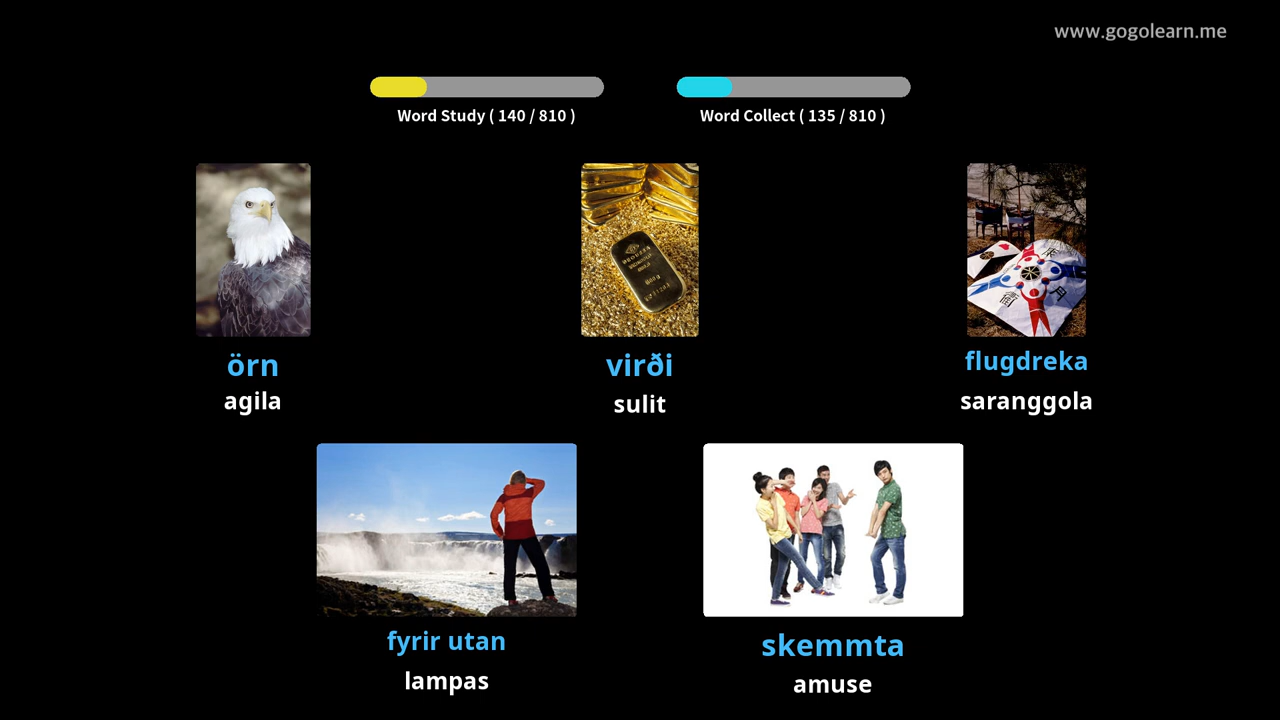 www.gogolearn.me
Word Study ( 140 / 810 )
Word Collect ( 135 / 810 )
örn
agila
virði
sulit
flugdreka
saranggola
fyrir utan
lampas
skemmta
amuse